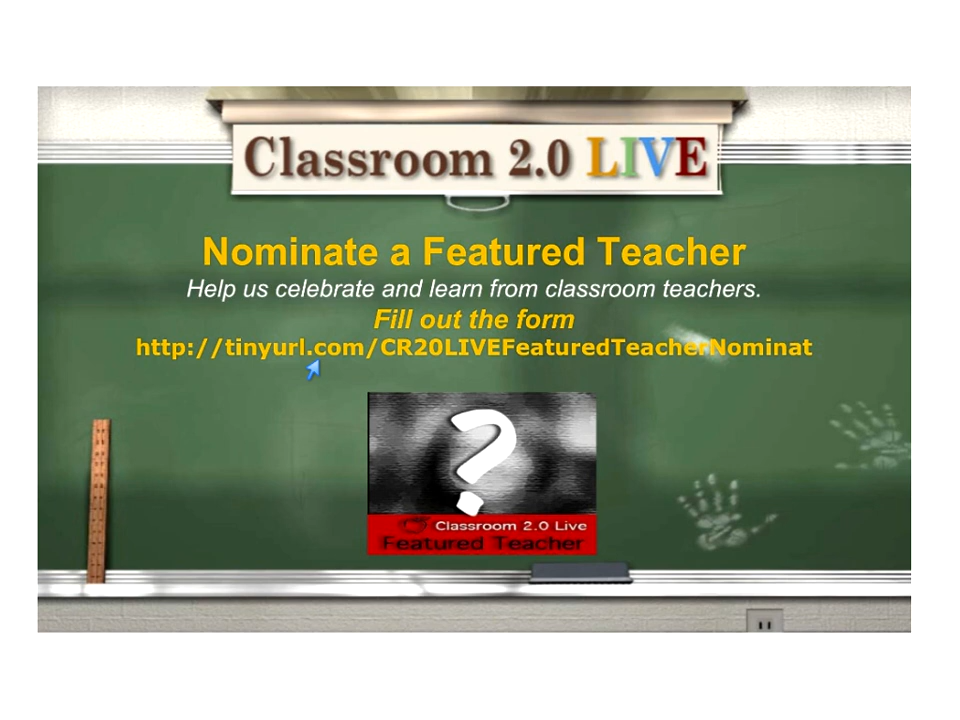 Classroom 2.0 LIVE
Nominate a Featured Teacher
Help us celebrate and learn from classroom teachers.
Fill out the form
http://tinyurl.com/CR20LIVEFeaturedTeacherNominat
?
Classroom 2.0 Live
Featured Teacher